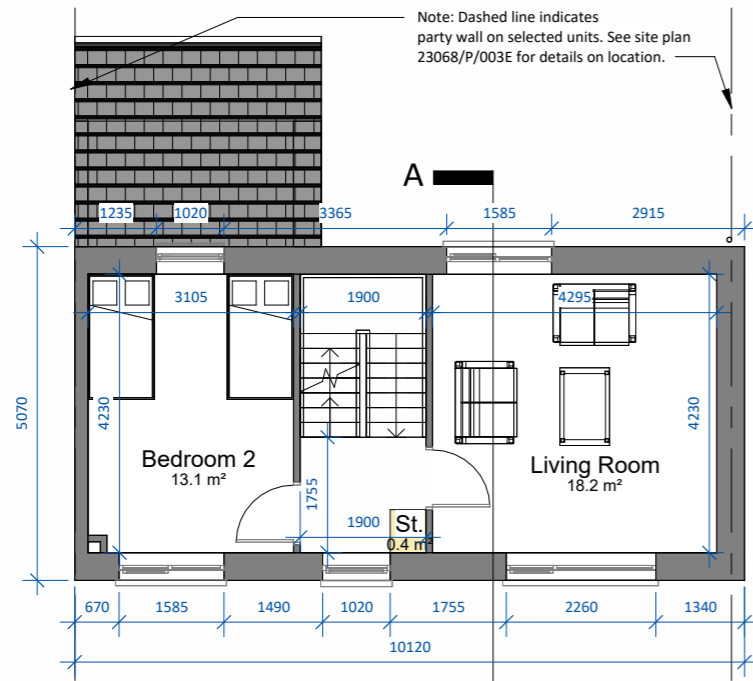 Note: Dashed line indicates
party wall on selected units. See site plan
23068/P/003E for details on location.
A
1235 1020 3365 1585 2915
3105 1900 4295
5070
4230
4230
Bedroom 2
13.1 m²
Living Room
18.2 m²
1755
1900
St.
0.4 m²
670 1585 1490 1020 1755 2260 1340
10120